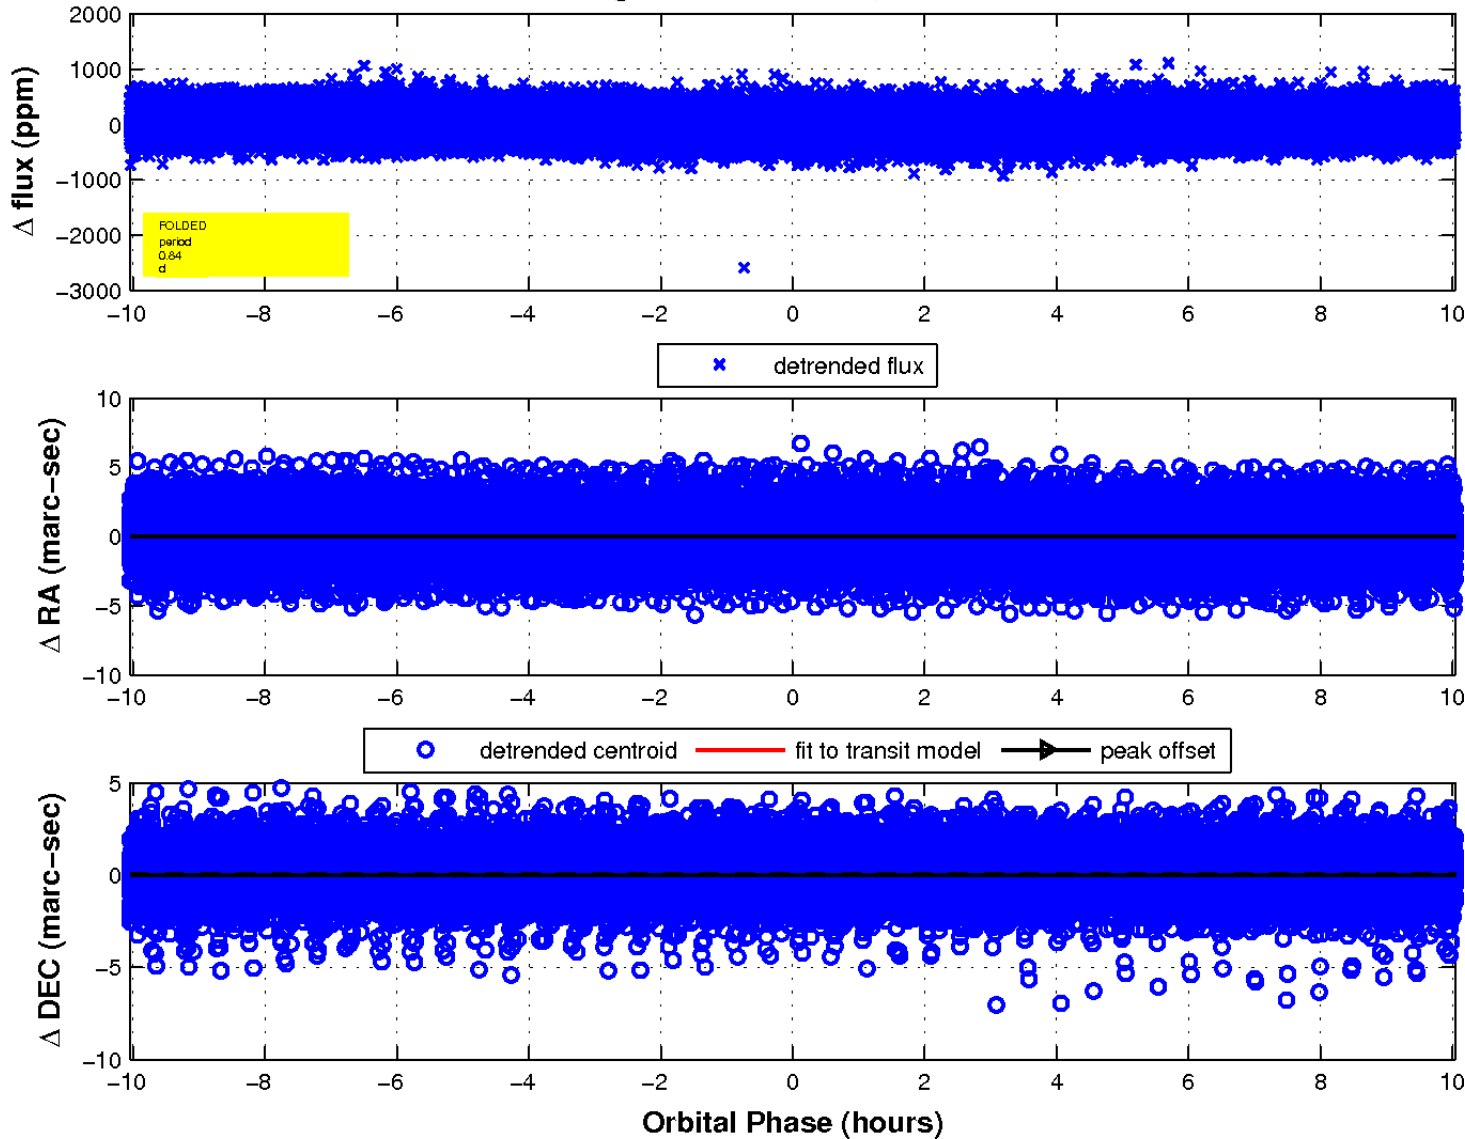 2000
1000
0
−1000
−2000
−3000
Δ flux (ppm)
FOLDED
period
0.84
d
−10 −8 −6 −4 −2 0 2 4 6 8 10
detrended flux
10
5
0
−5
−10
Δ RA (marc−sec)
−10 −8 −6 −4 −2 0 2 4 6 8 10
detrended centroid fit to transit model peak offset
5
0
−5
−10
Δ DEC (marc−sec)
−10 −8 −6 −4 −2 0 2 4 6 8 10
Orbital Phase (hours)